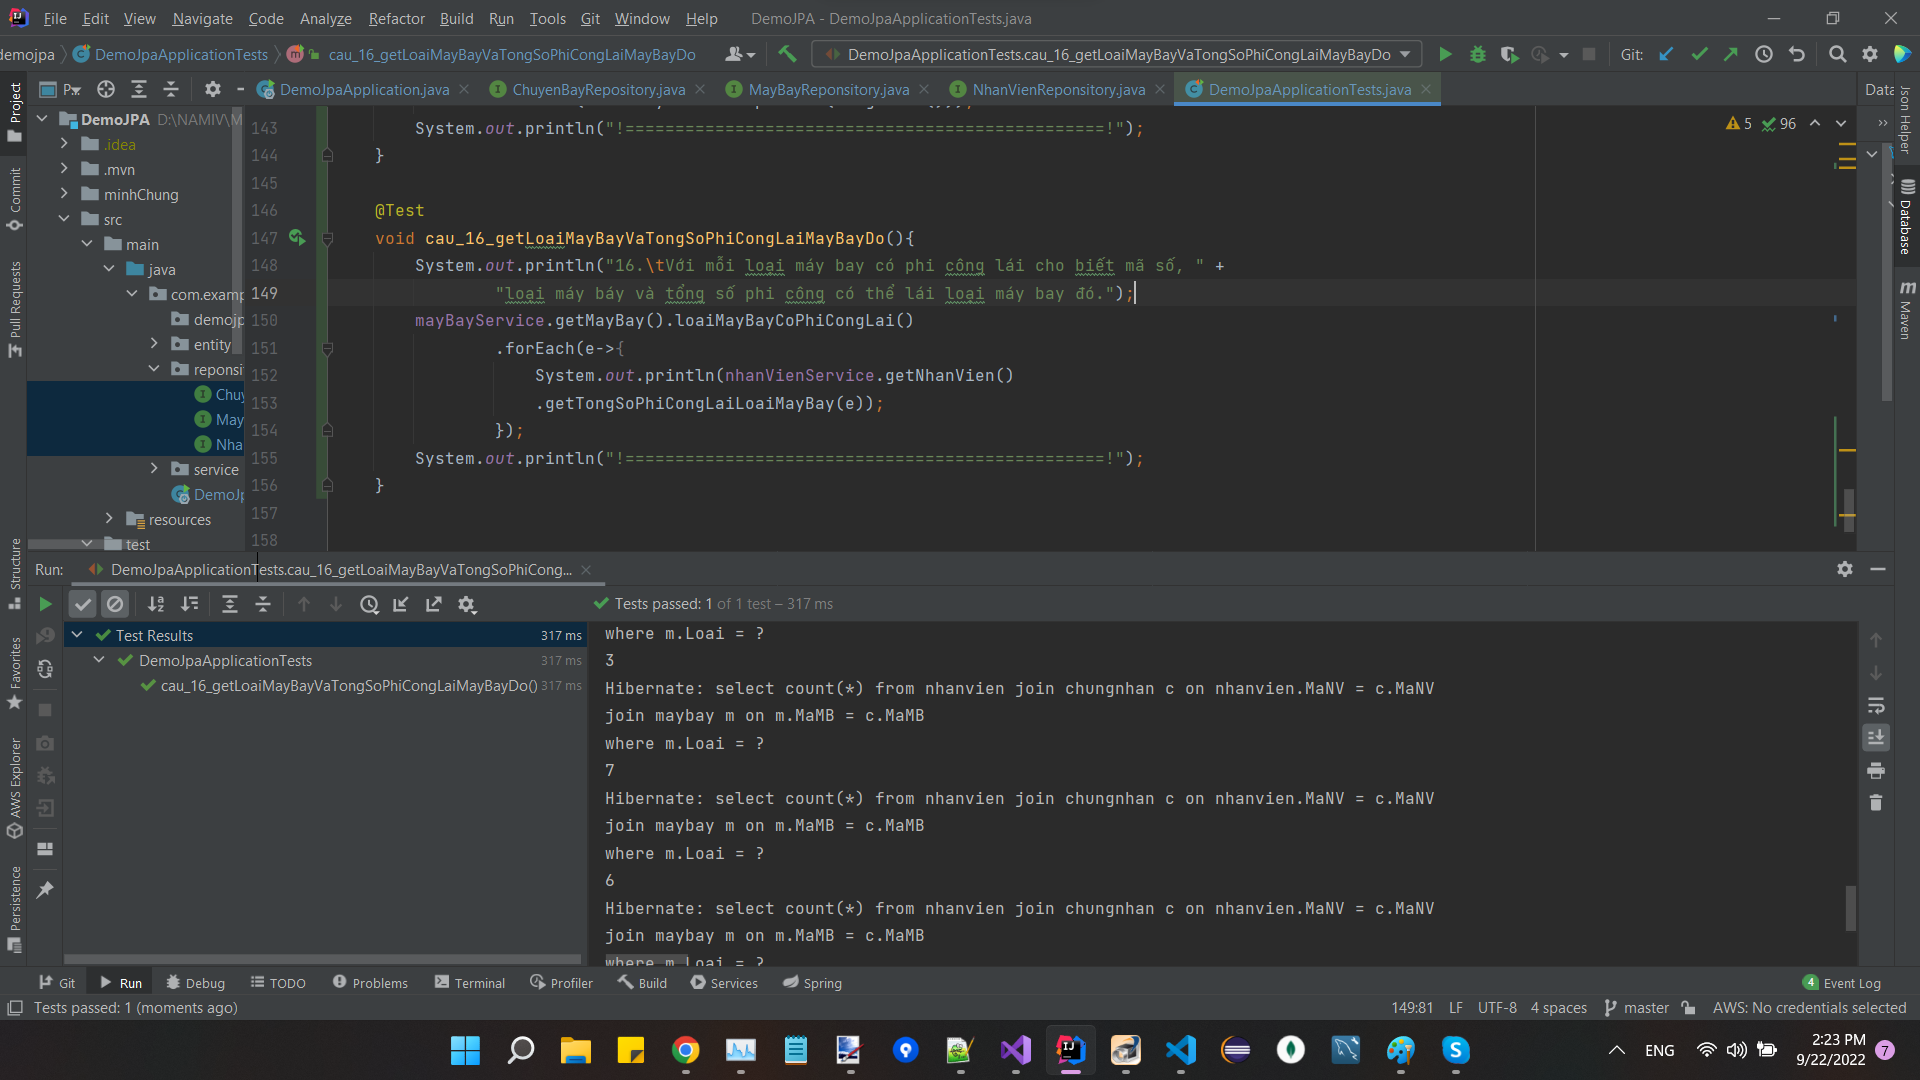 File Edit View Navigate Code Analyze Refactor Build Run Tools Git Window Help DemoJPA - DemoJpaApplicationTests.java
demojpa DemoJpaApplicationTests cau_16_getLoaiMayBayVaTongSoPhiCongLaiMayBayDo DemoJpaApplicationTests.cau_16_getLoaiMayBayVaTongSoPhiCongLaiMayBayDo Git:
P... DemoJpaApplication.java ChuyenBayRepository.java MayBayReponsitory.java NhanVienReponsitory.java DemoJpaApplicationTests.java Data
Project
Commit
Pull Requests
Structure
Favorites
AWS Explorer
Persistence
DemoJPA D:\NAMIV\M
.idea
.mvn
minhChung
src
main
java
com.examp
demojp
entity
reponsi
Chuy
May
Nha
service
DemoJp
resources
test
5 96
143 System.out.println("!================================================!");
144 }
145
146 @Test
147 void cau_16_getLoaiMayBayVaTongSoPhiCongLaiMayBayDo(){
148 System.out.println("16.\tVới mỗi loại máy bay có phi công lái cho biết mã số, " +
149 "loại máy báy và tổng số phi công có thể lái loại máy bay đó.");
150 mayBayService.getMayBay().loaiMayBayCoPhiCongLai()
151 .forEach(e->{
152 System.out.println(nhanVienService.getNhanVien()
153 .getTongSoPhiCongLaiLoaiMayBay(e));
154 });
155 System.out.println("!================================================!");
156 }
157
158
Json Helper
Database
Maven
Run: DemoJpaApplicationTests.cau_16_getLoaiMayBayVaTongSoPhiCong...
Tests passed: 1 of 1 test – 317 ms
Test Results 317 ms
DemoJpaApplicationTests 317 ms
cau_16_getLoaiMayBayVaTongSoPhiCongLaiMayBayDo() 317 ms
where m.Loai = ?
3
Hibernate: select count(*) from nhanvien join chungnhan c on nhanvien.MaNV = c.MaNV
join maybay m on m.MaMB = c.MaMB
where m.Loai = ?
7
Hibernate: select count(*) from nhanvien join chungnhan c on nhanvien.MaNV = c.MaNV
join maybay m on m.MaMB = c.MaMB
where m.Loai = ?
6
Hibernate: select count(*) from nhanvien join chungnhan c on nhanvien.MaNV = c.MaNV
join maybay m on m.MaMB = c.MaMB
where m.Loai = ?
Git Run Debug TODO Problems Terminal Profiler Build Services Spring 4 Event Log
Tests passed: 1 (moments ago) 149:81 LF UTF-8 4 spaces master AWS: No credentials selected
ENG 2:23 PM 7
9/22/2022